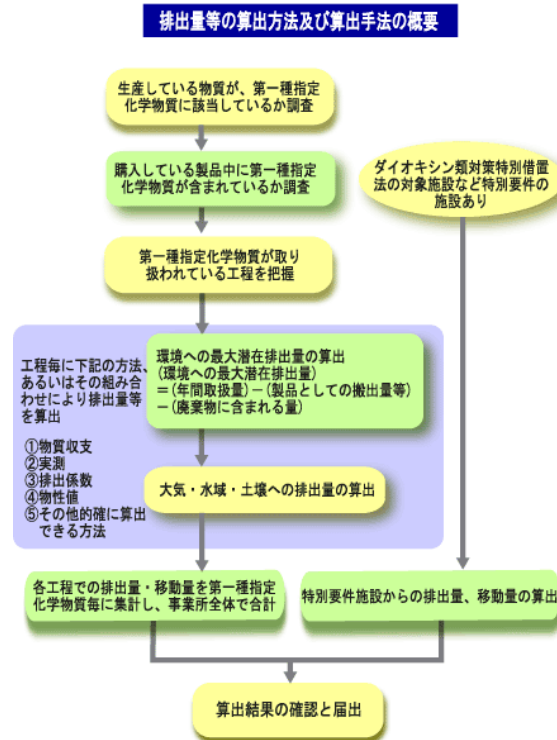 排出量等の算出方法及び算出手法の概要
生産している物質が、第一種指定
化学物質に該当しているか調査
購入している製品中に第一種指定
化学物質が含まれているか調査
ダイオキシン類対策特別借置
法の対象施設など特別要件の
施設あり
第一種指定化学物質が取り
扱われている工程を把握
工程毎に下記の方法、
あるいはその組み合
わせにより排出量等
を算出
①物質収支
②実測
③排出係数
④物性値
⑤その他的確に算出
できる方法
環境への最大潜在排出量の算出
(環境への最大潜在排出量)
=(年間取扱量)-(製品としての搬出量等)
-(廃棄物に含まれる量)
大気・水域・土壌への排出量の算出
各工程での排出量・移動量を第一種指定
化学物質毎に集計し、事業所全体で合計
特別要件施設からの排出量、移動量の算出
算出結果の確認と届出